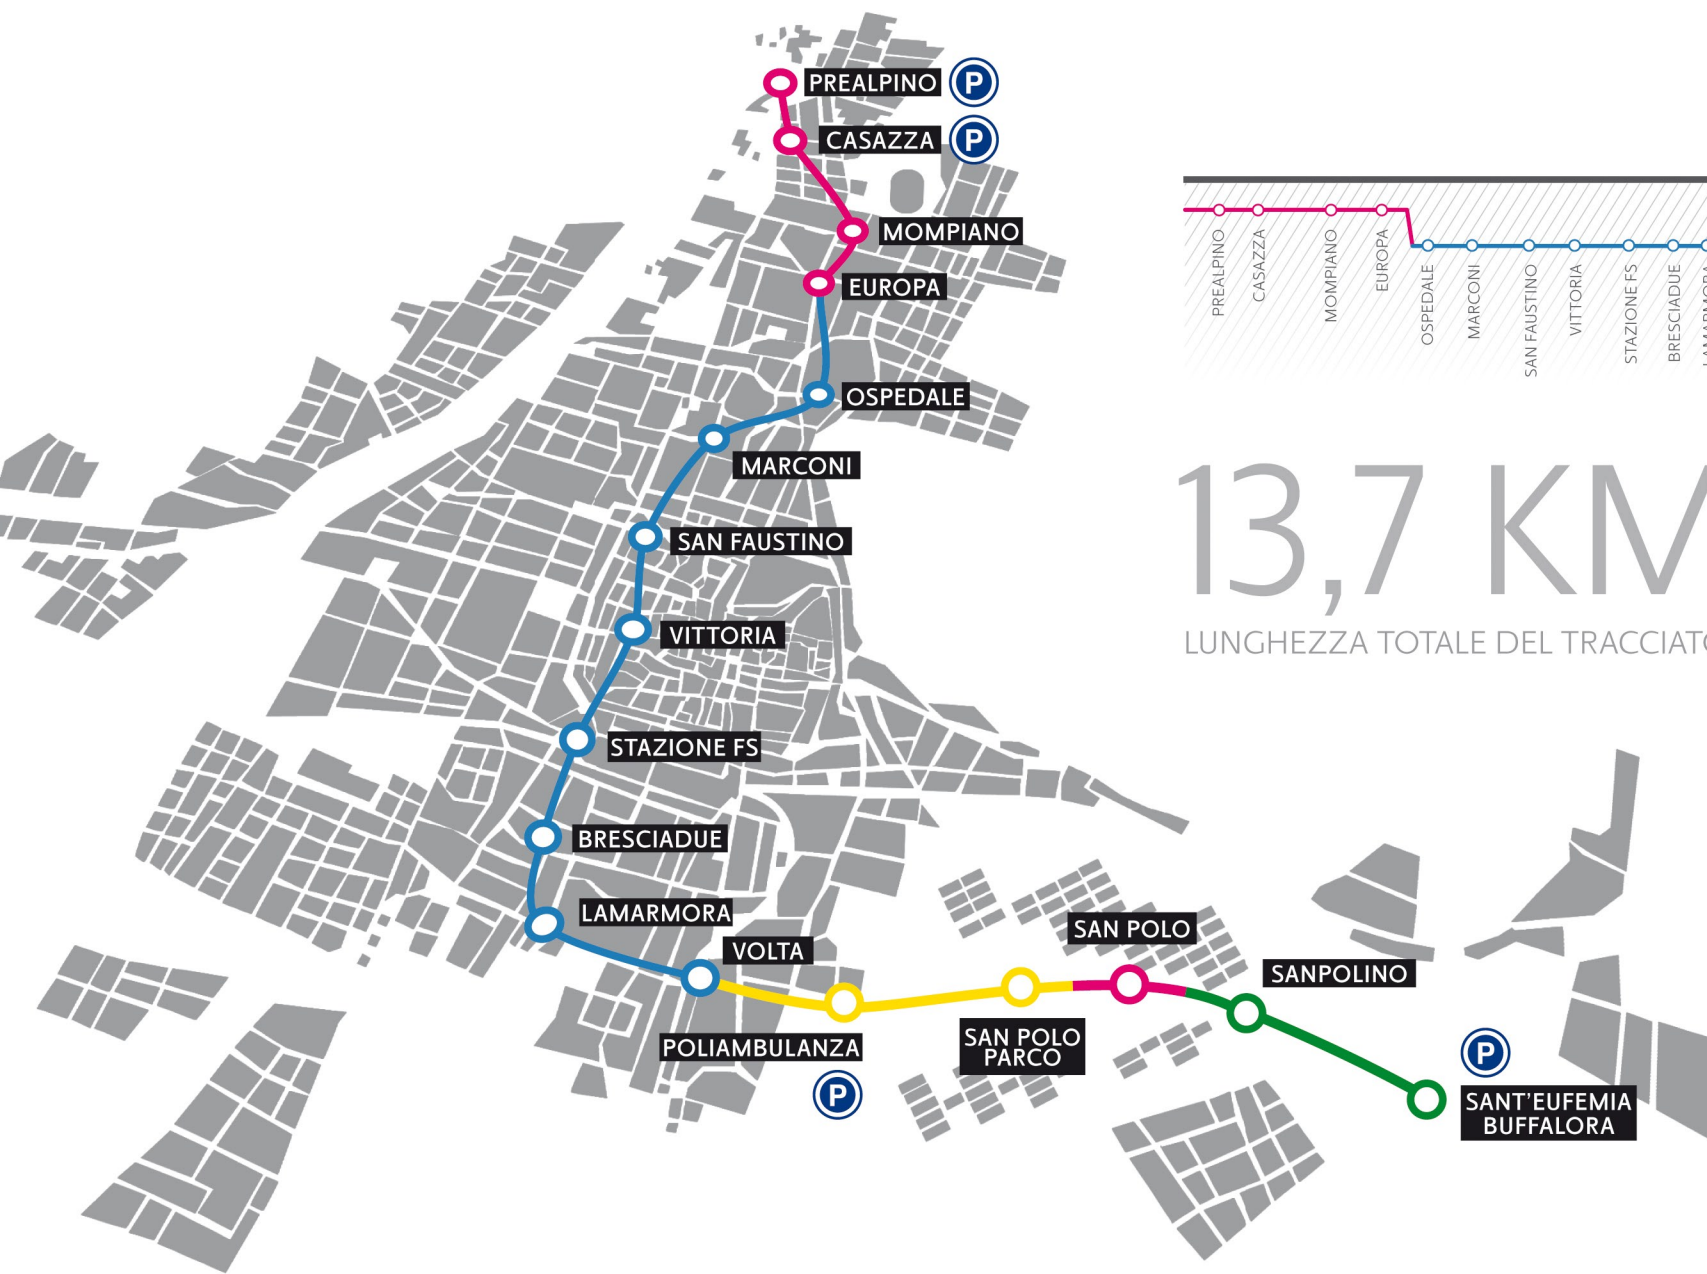 PREALPINO P
CASAZZA P
MOMPIANO
EUROPA
OSPEDALE
MARCONI
SAN FAUSTINO
VITTORIA
STAZIONE FS
BRESCIADUE
LAMARMORA
VOLTA
POLIAMBULANZA
P
SAN POLO
PARCO
SAN POLO
SANPOLINO
P
SANT'EUFEMIA
BUFFALORA
PREALPINO
CASAZZA
MOMPIANO
EUROPA
OSPEDALE
MARCONI
SAN FAUSTINO
VITTORIA
STAZIONE FS
BRESCIADUE
13,7 KM
LUNGHEZZA TOTALE DEL TRACCIATO